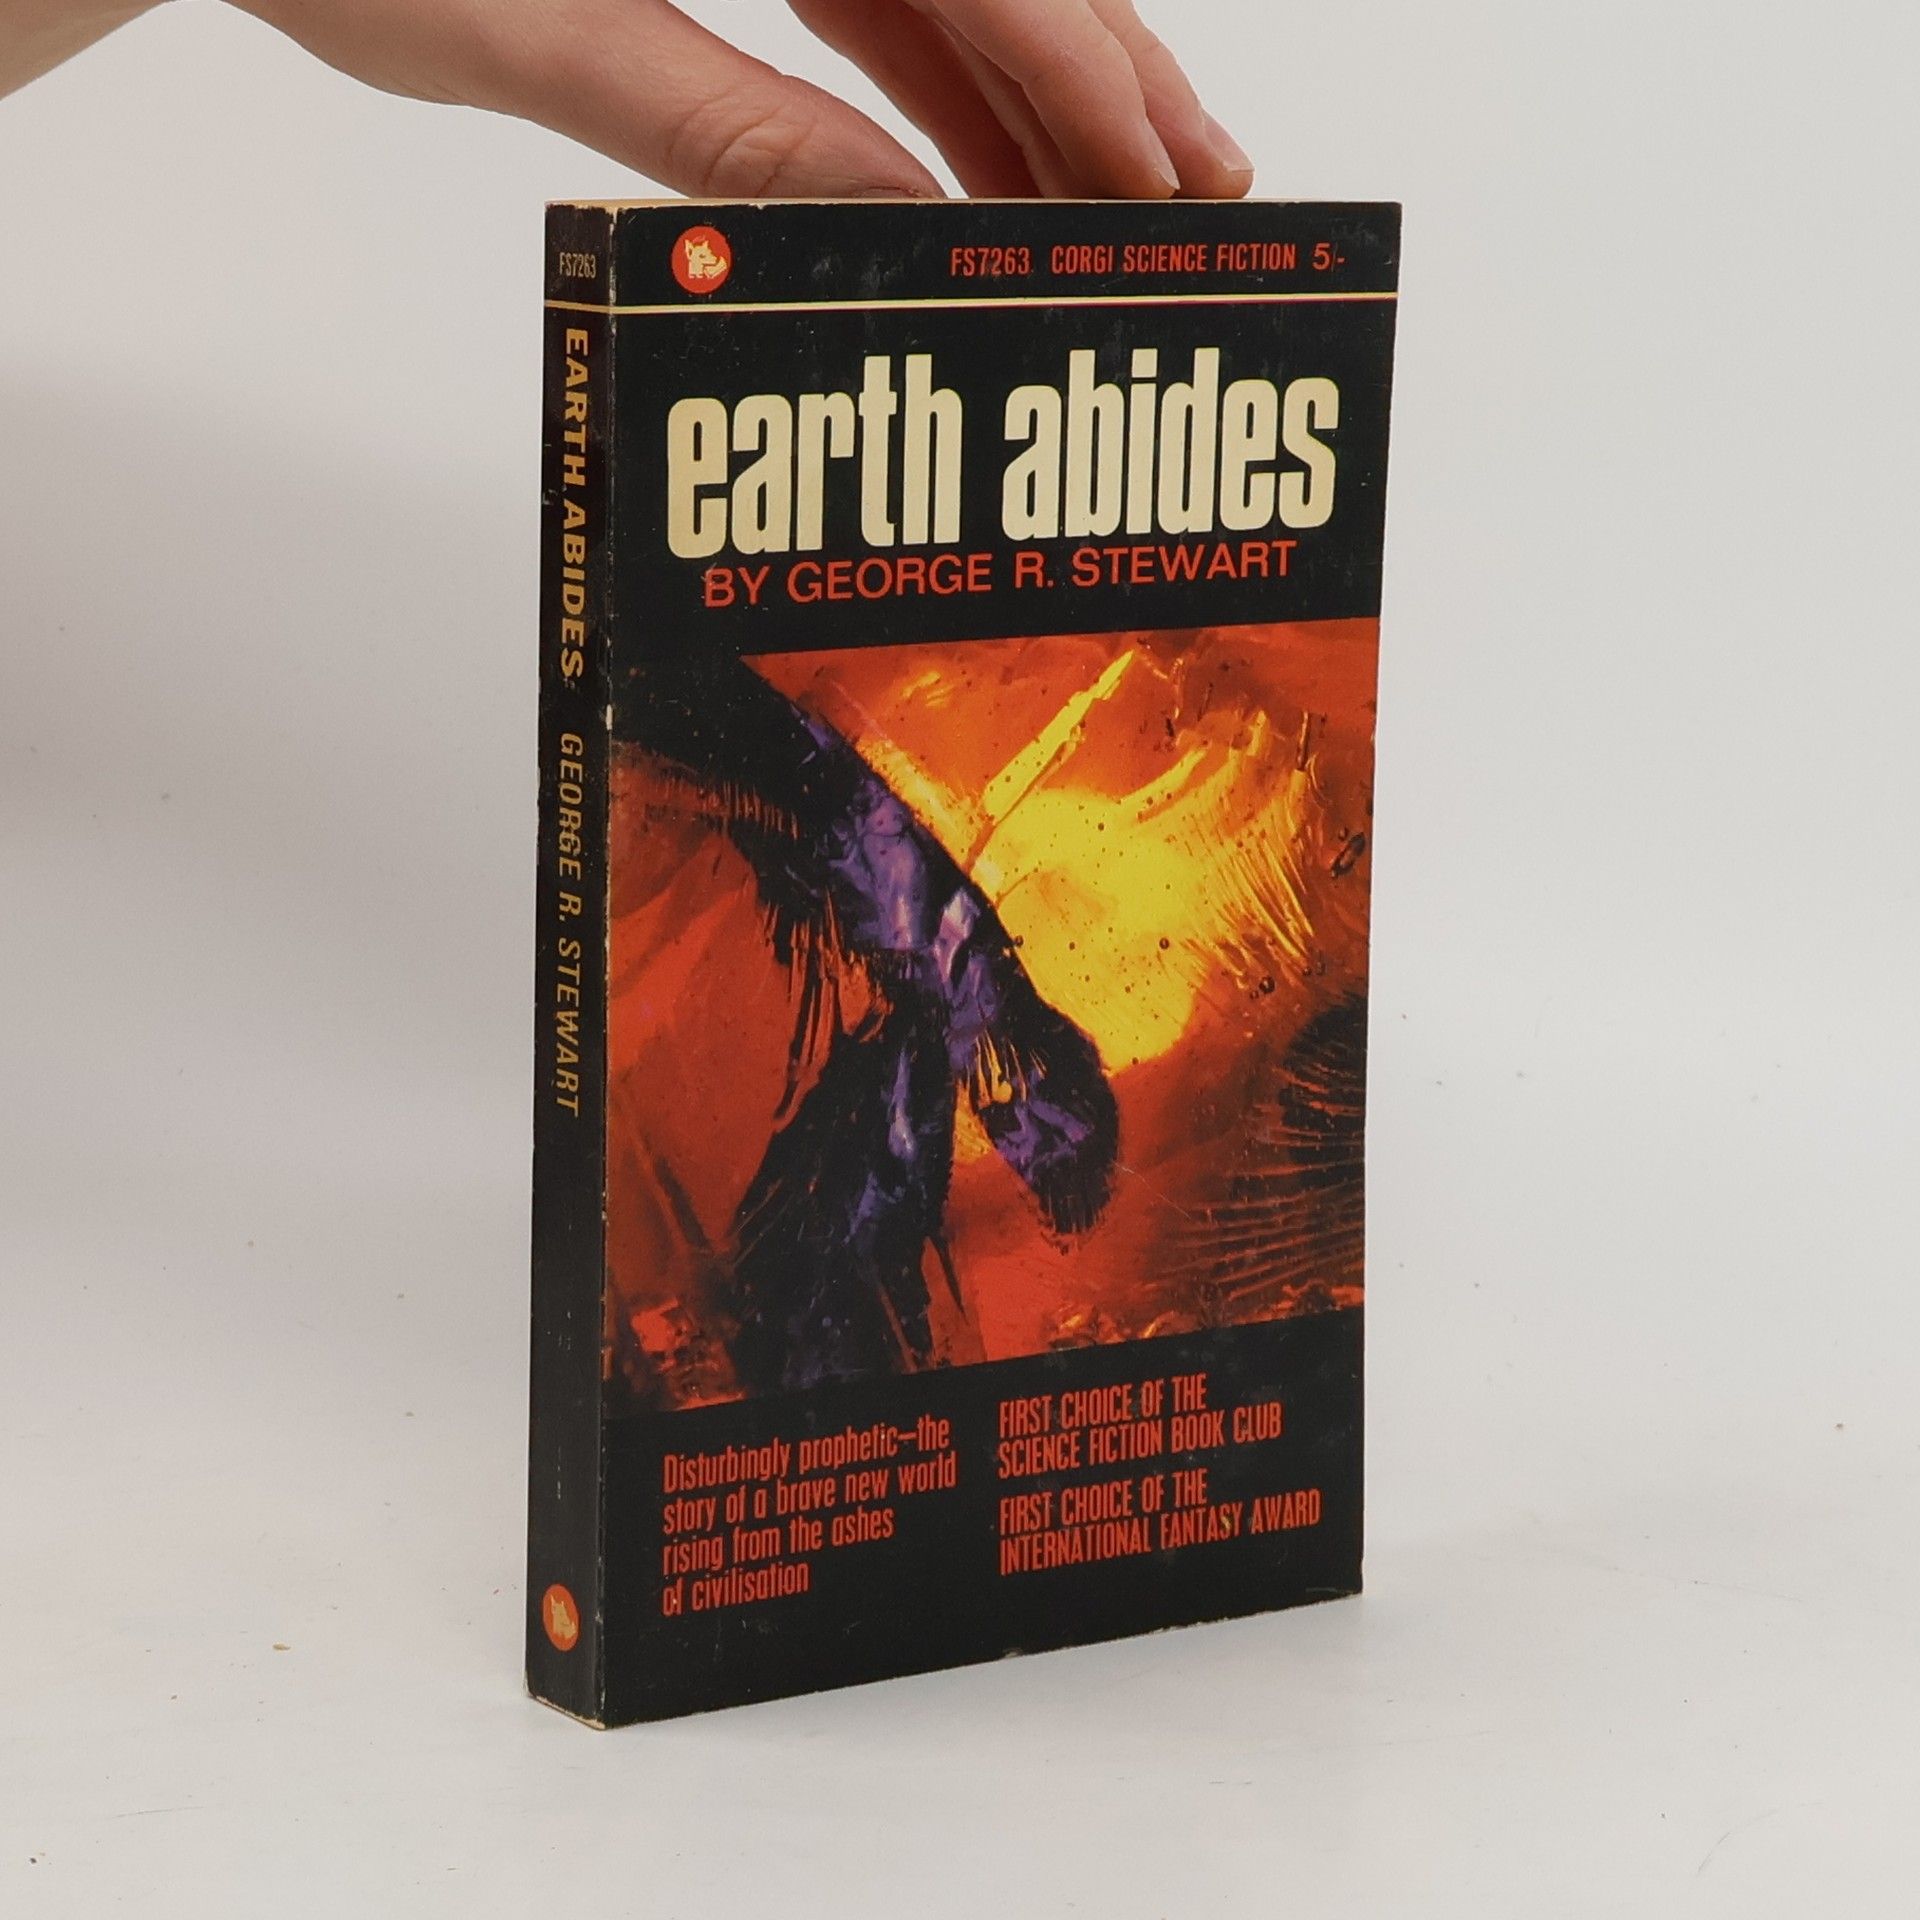 FS7263
EARTH ABIDES GEORGE R. STEWART
FS7263 CORGI SCIENCE FICTION 5/-
earth abides
BY GEORGE R. STEWART
Disturbingly prophetic—the
story of a brave new world
rising from the ashes
of civilisation
FIRST CHOICE OF THE
SCIENCE FICTION BOOK CLUB
FIRST CHOICE OF THE
INTERNATIONAL FANTASY AWARD